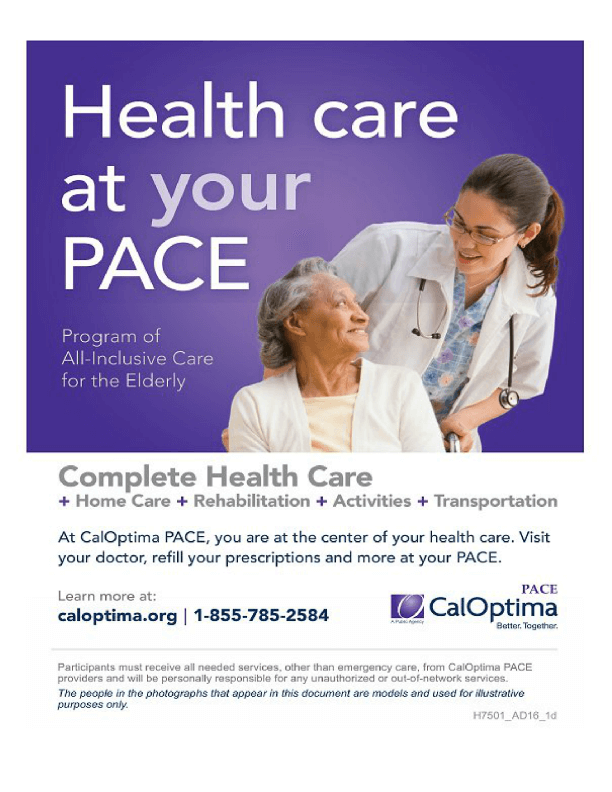 Health care
at your
PACE
Program of
All-Inclusive Care
for the Elderly
Complete Health Care
+ Home Care + Rehabilitation + Activities + Transportation
At CalOptima PACE, you are at the center of your health care. Visit
your doctor, refill your prescriptions and more at your PACE.
Learn more at:
caloptima.org | 1-855-785-2584
PACE
CalOptima
A Public Agency
Better. Together.
Participants must receive all needed services, other than emergency care, from CalOptima PACE
providers and will be personally responsible for any unauthorized or out-of-network services.
The people in the photographs that appear in this document are models and used for illustrative
purposes only.
H7501_AD16_1d